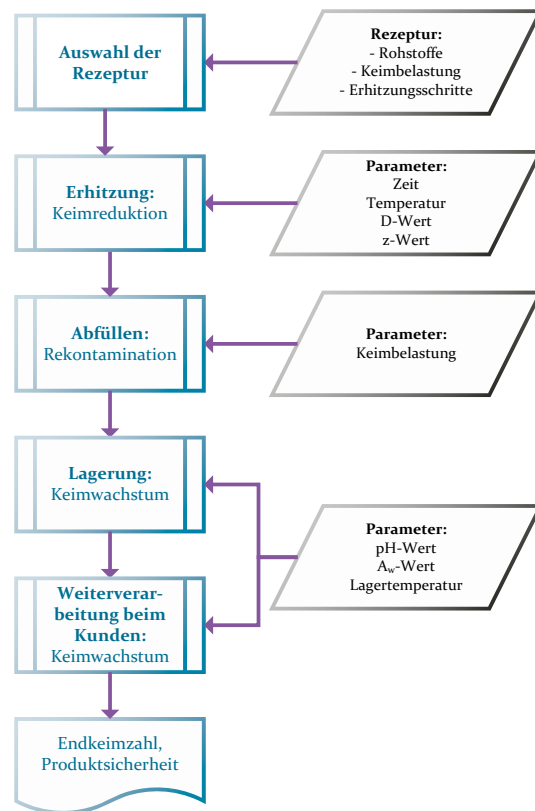 Auswahl der
Rezeptur
Rezeptur:
- Rohstoffe
- Keimbelastung
- Erhitzungsschritte
Erhitzung:
Keimreduktion
Parameter:
Zeit
Temperatur
D-Wert
z-Wert
Abfüllen:
Rekontamination
Parameter:
Keimbelastung
Lagerung:
Keimwachstum
Parameter:
pH-Wert
Aw-Wert
Lagertemperatur
Weiterverar-
beitung beim
Kunden:
Keimwachstum
Endkeimzahl,
Produktsicherheit